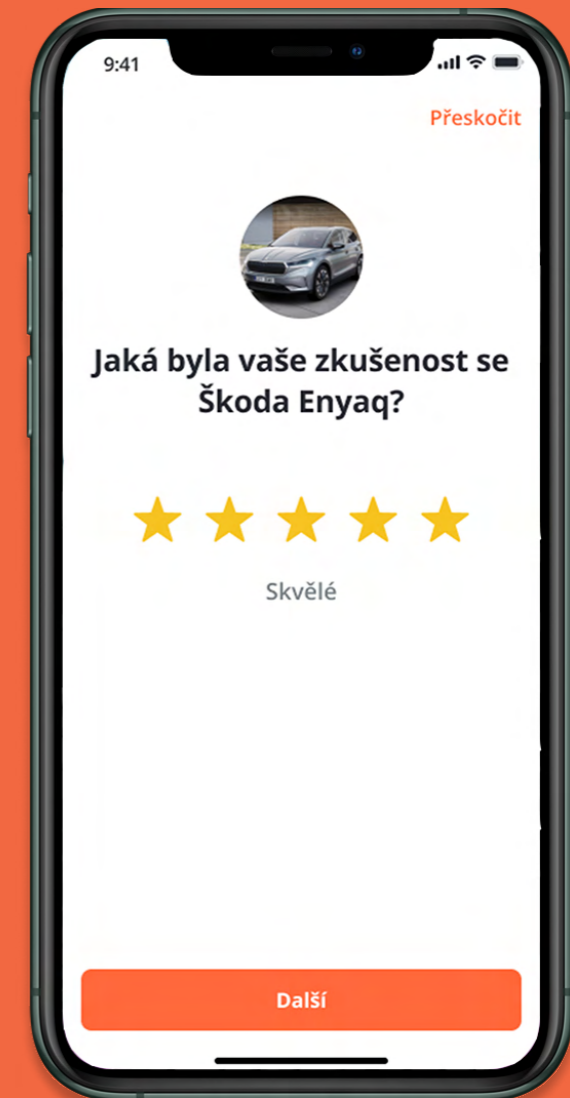 9:41
Přeskočit
Jaká byla vaše zkušenost se
Škoda Enyaq?
Skvělé
Další